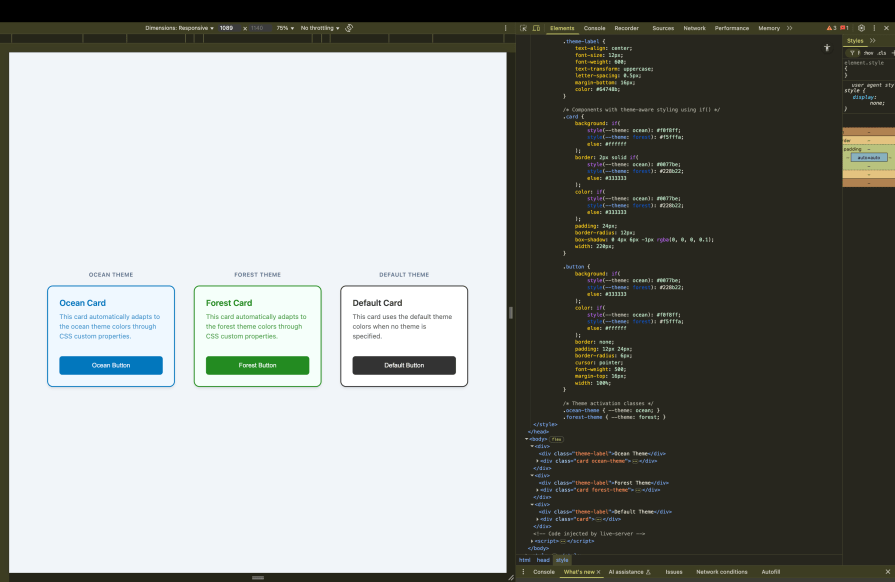 Dimensions: Responsive ▾ 1089 x 1149 75% ▾ No throttling ▾
Elements Console Recorder Sources Network Performance Memory
3 1
OCEAN THEME
Ocean Card
This card automatically adapts to
the ocean theme colors through
CSS custom properties.
Ocean Button
FOREST THEME
Forest Card
This card automatically adapts to
the forest theme colors through
CSS custom properties.
Forest Button
DEFAULT THEME
Default Card
This card uses the default theme
colors when no theme is
specified.
Default Button
.theme-label {
text-align: center;
font-size: 12px;
font-weight: 600;
text-transform: uppercase;
letter-spacing: 0.5px;
margin-bottom: 16px;
color: #64748b;
}
/* Components with theme-aware styling using if() */
.card {
background: if(
style(--theme: ocean): #f0f8ff;
style(--theme: forest): #f5fffa;
else: #ffffff
);
border: 2px solid if(
style(--theme: ocean): #0077be;
style(--theme: forest): #228b22;
else: #333333
);
color: if(
style(--theme: ocean): #0077be;
style(--theme: forest): #228b22;
else: #333333
);
padding: 24px;
border-radius: 12px;
box-shadow: 0 4px 6px -1px rgba(0, 0, 0, 0.1);
width: 220px;
}
.button {
background: if(
style(--theme: ocean): #0077be;
style(--theme: forest): #228b22;
else: #333333
);
color: if(
style(--theme: ocean): #f0f8ff;
style(--theme: forest): #f5fffa;
else: #ffffff
);
border: none;
padding: 12px 24px;
border-radius: 6px;
cursor: pointer;
font-weight: 500;
margin-top: 16px;
width: 100%;
}
/* Theme activation classes */
.ocean-theme { --theme: ocean; }
.forest-theme { --theme: forest; }
</style>
</head>
<body> flex
<div>
<div class="theme-label">Ocean Theme</div>
<div class="card ocean-theme">…</div>
</div>
<div>
<div class="theme-label">Forest Theme</div>
<div class="card forest-theme">…</div>
</div>
<div>
<div class="theme-label">Default Theme</div>
<div class="card">…</div>
</div>
<!-- Code injected by live-server -->
<script>…</script>
</body>
html head style
Console What's new × AI assistance Issues Network conditions Autofill
Styles
:hov .cls +
element.style
{
}
user agent sty
style {
display:
none;
}
padding
auto×auto